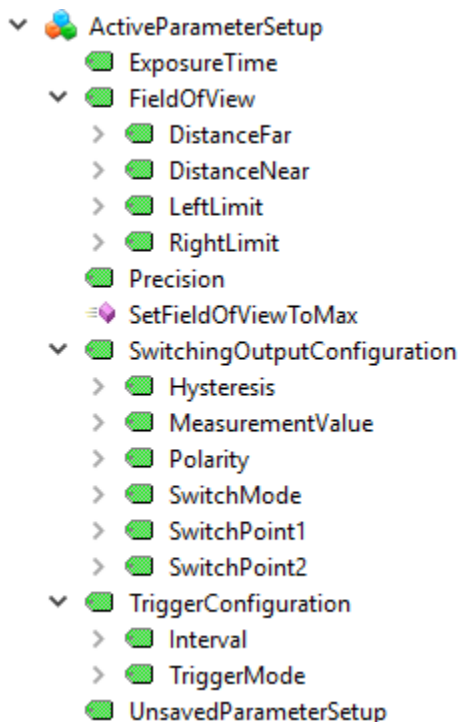 ActiveParameterSetup
ExposureTime
FieldOfView
DistanceFar
DistanceNear
LeftLimit
RightLimit
Precision
SetFieldOfViewToMax
SwitchingOutputConfiguration
Hysteresis
MeasurementValue
Polarity
SwitchMode
SwitchPoint1
SwitchPoint2
TriggerConfiguration
Interval
TriggerMode
UnsavedParameterSetup